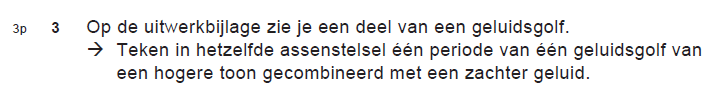 3p 3 Op de uitwerkbijlage zie je een deel van een geluidsgolf.
→ Teken in hetzelfde assenstelsel één periode van één geluidsgolf van
een hogere toon gecombineerd met een zachter geluid.